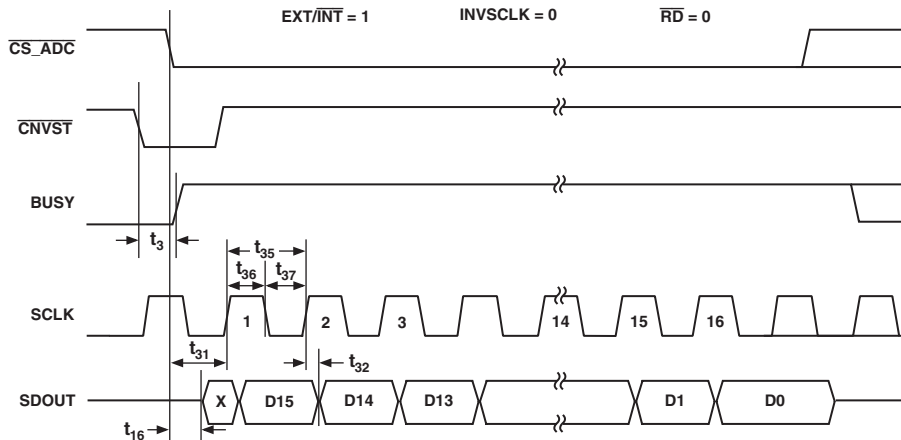 EXT/INT = 1 INVSCLK = 0 RD = 0
CS_ADC
CNVST
BUSY
t3
t35
t36 t37
SCLK 1 2 3 14 15 16
t31
t32
SDOUT X D15 D14 D13 D1 D0
t16